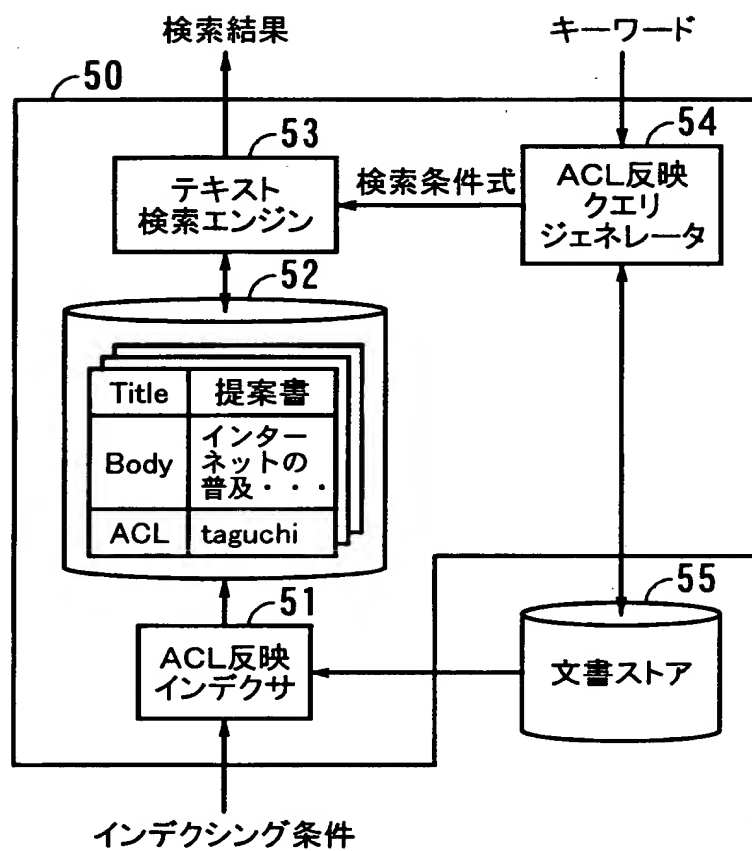 検索結果
キーワード
50
53
54
テキスト
検索エンジン
検索条件式
ACL反映
クエリ
ジェネレータ
52
Title 提案書
Body インター
ネットの
普及・・・
ACL taguchi
51
55
ACL反映
インデクサ
文書ストア
インデクシング条件